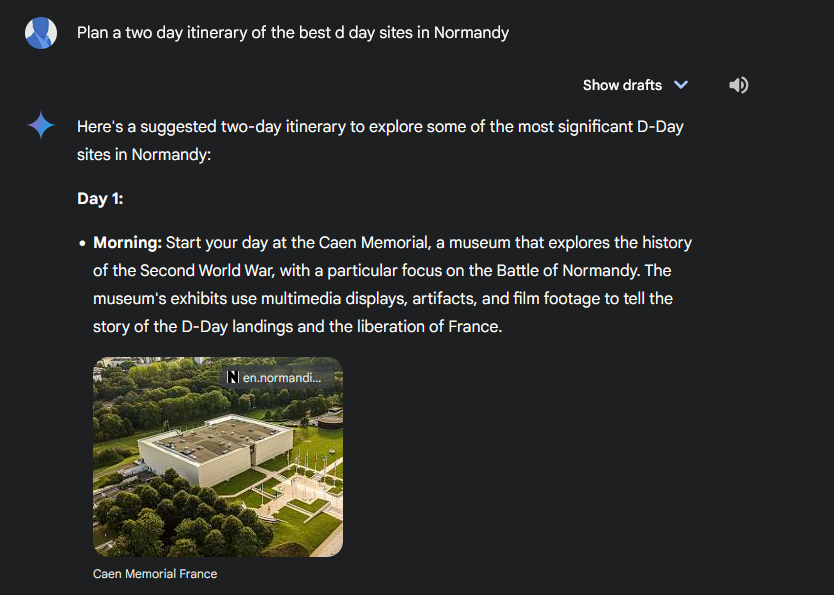 Plan a two day itinerary of the best d day sites in Normandy
Show drafts
Here's a suggested two-day itinerary to explore some of the most significant D-Day
sites in Normandy:
Day 1:
• Morning: Start your day at the Caen Memorial, a museum that explores the history
of the Second World War, with a particular focus on the Battle of Normandy. The
museum's exhibits use multimedia displays, artifacts, and film footage to tell the
story of the D-Day landings and the liberation of France.
N en.normandi...
Caen Memorial France